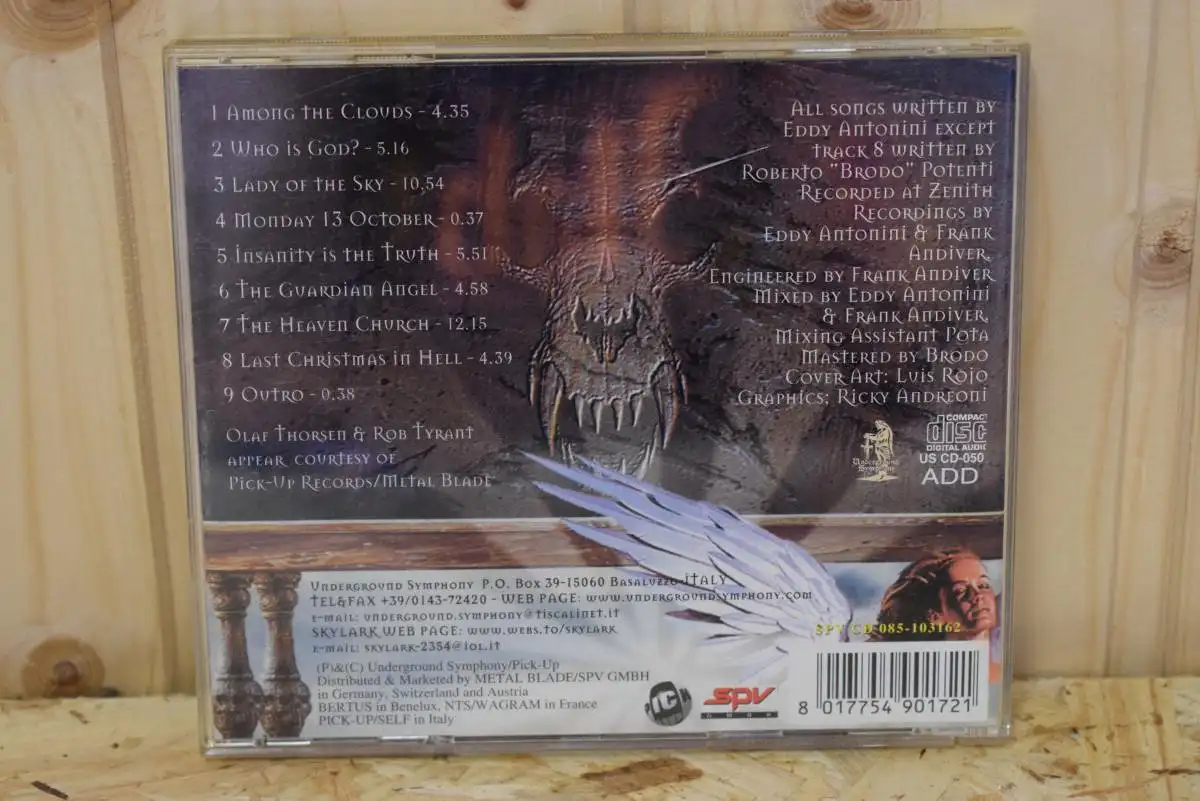 1 Among the Clouds - 4.35
2 Who is God? - 5.16
3 Lady of the Sky - 10,54
4 Monday 13 October - 0.37
5 Insanity is the Truth - 5.51
6 The Guardian Angel - 4.58
7 The Heaven Church - 12.15
8 Last Christmas in Hell - 4.39
9 Outro - 0.38
Olaf Thorsen & Rob Tyrant
appear courtesy of
Pick-Up Records/Metal Blade
All songs written by
Eddy Antonini except
track 8 written by
Roberto "Brodo" Potenti
Recorded at Zenith
Recordings by
Eddy Antonini & Frank
Andiver,
Engineered by Frank Andiver
Mixed by Eddy Antonini
& Frank Andiver,
Mixing Assistant Pota
Mastered by Brodo
Cover Art: Luis Rojo
Graphics: Ricky Andreoni
Underground
Symphony
COMPACT
disc
DIGITAL AUDIO
US CD-050
ADD
Underground Symphony P.O. Box 39-15060 Basaluzzo-ITALY
TEL&FAX +39/0143-72420 - WEB PAGE: www.undergroundsymphony.com
e-mail: underground.symphony@tiscalinet.it
SKYLARK WEB PAGE: www.webs.to/skylark
e-mail: skylark-2354@iol.it
(P)&(C) Underground Symphony/Pick-Up
Distributed & Marketed by METAL BLADE/SPV GMBH
in Germany, Switzerland and Austria
BERTUS in Benelux, NTS/WAGRAM in France
PICK-UP/SELF in Italy
spv
SPV CD 085-103162
8 017754 901721